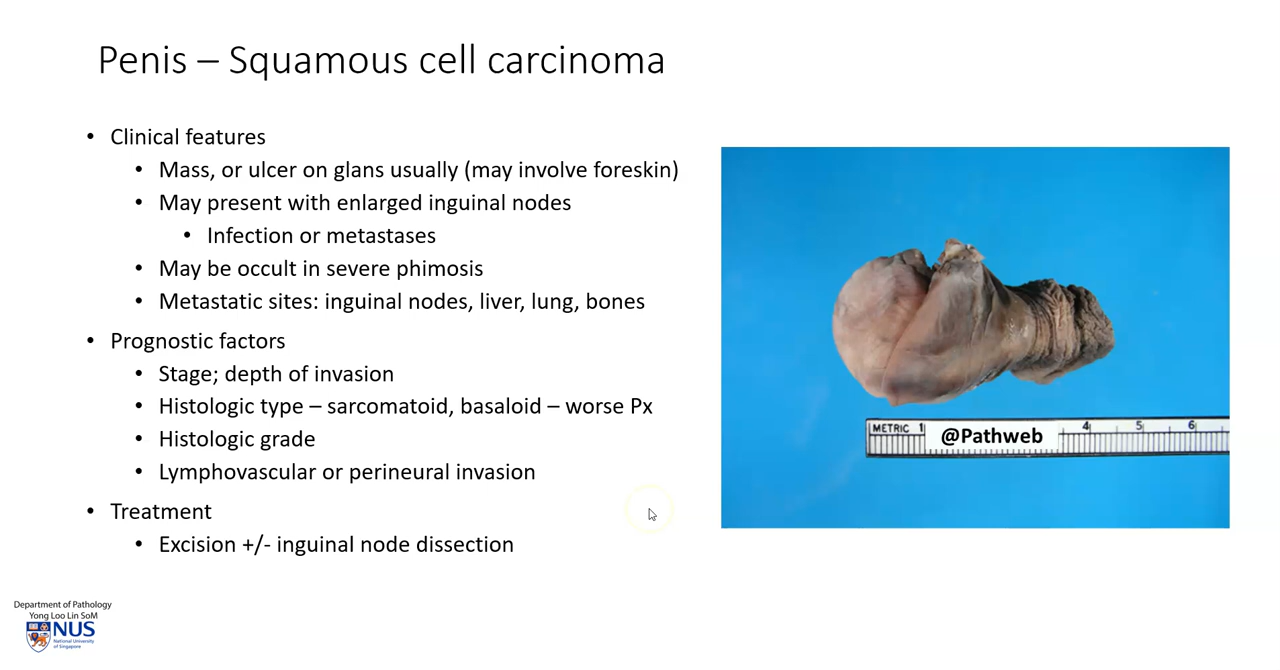 Penis – Squamous cell carcinoma
• Clinical features
• Mass, or ulcer on glans usually (may involve foreskin)
• May present with enlarged inguinal nodes
• Infection or metastases
• May be occult in severe phimosis
• Metastatic sites: inguinal nodes, liver, lung, bones
• Prognostic factors
• Stage; depth of invasion
• Histologic type – sarcomatoid, basaloid – worse Px
• Histologic grade
• Lymphovascular or perineural invasion
• Treatment
• Excision +/- inguinal node dissection
METRIC 1 @Pathweb 4 5 6
Department of Pathology
Yong Loo Lin SoM
NUS
National University
of Singapore